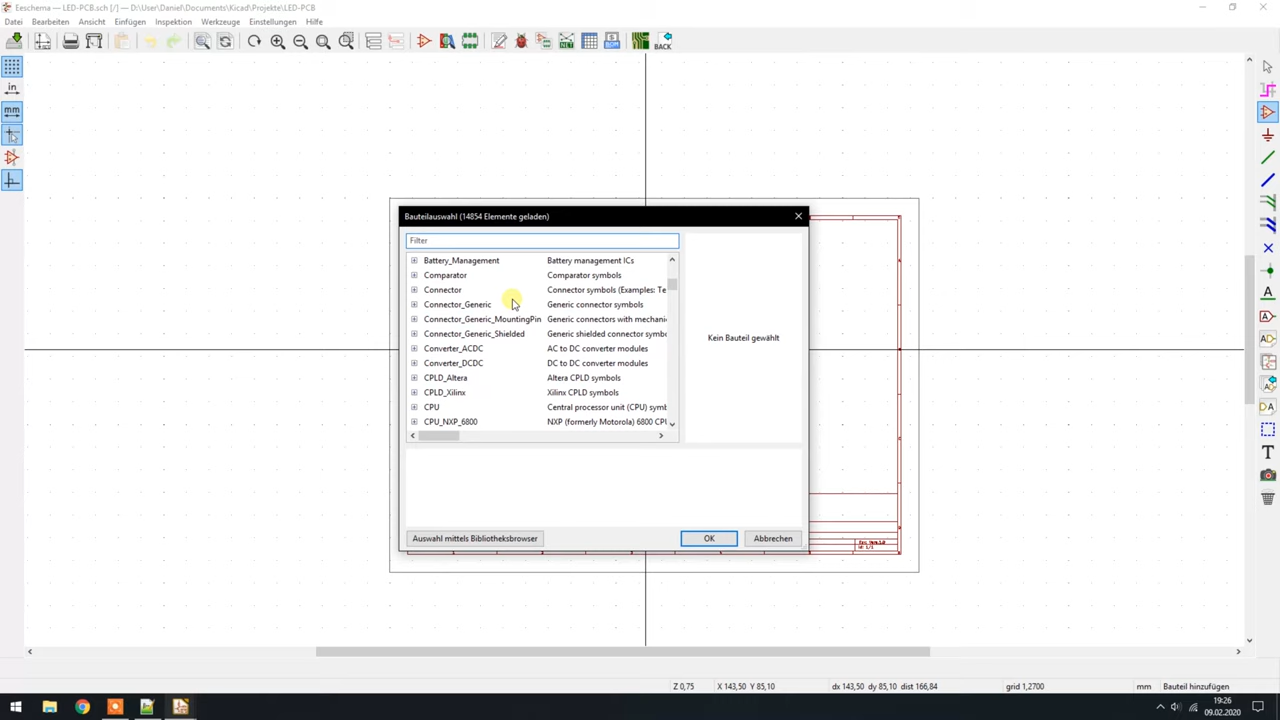 Eeschema — LED-PCB.sch [/] — D:\User\Daniel\Documents\Kicad\Projekte\LED-PCB
Datei Bearbeiten Ansicht Einfügen Inspektion Werkzeuge Einstellungen Hilfe
NET
BOM
BACK
in
mm
Bauteilauswahl (14854 Elemente geladen)
Filter
Battery_Management Battery management ICs
Comparator Comparator symbols
Connector Connector symbols (Examples: Te
Connector_Generic Generic connector symbols
Connector_Generic_MountingPin Generic connectors with mechani
Connector_Generic_Shielded Generic shielded connector symbo
Converter_ACDC AC to DC converter modules
Converter_DCDC DC to DC converter modules
CPLD_Altera Altera CPLD symbols
CPLD_Xilinx Xilinx CPLD symbols
CPU Central processor unit (CPU) symb
CPU_NXP_6800 NXP (formerly Motorola) 6800 CPU
Kein Bauteil gewählt
Auswahl mittels Bibliotheksbrowser OK Abbrechen
A
A
A
DA
T
Z 0,75 X 143,50 Y 85,10 dx 143,50 dy 85,10 dist 166,84 grid 1,2700 mm Bauteil hinzufügen
19:26
09.02.2020